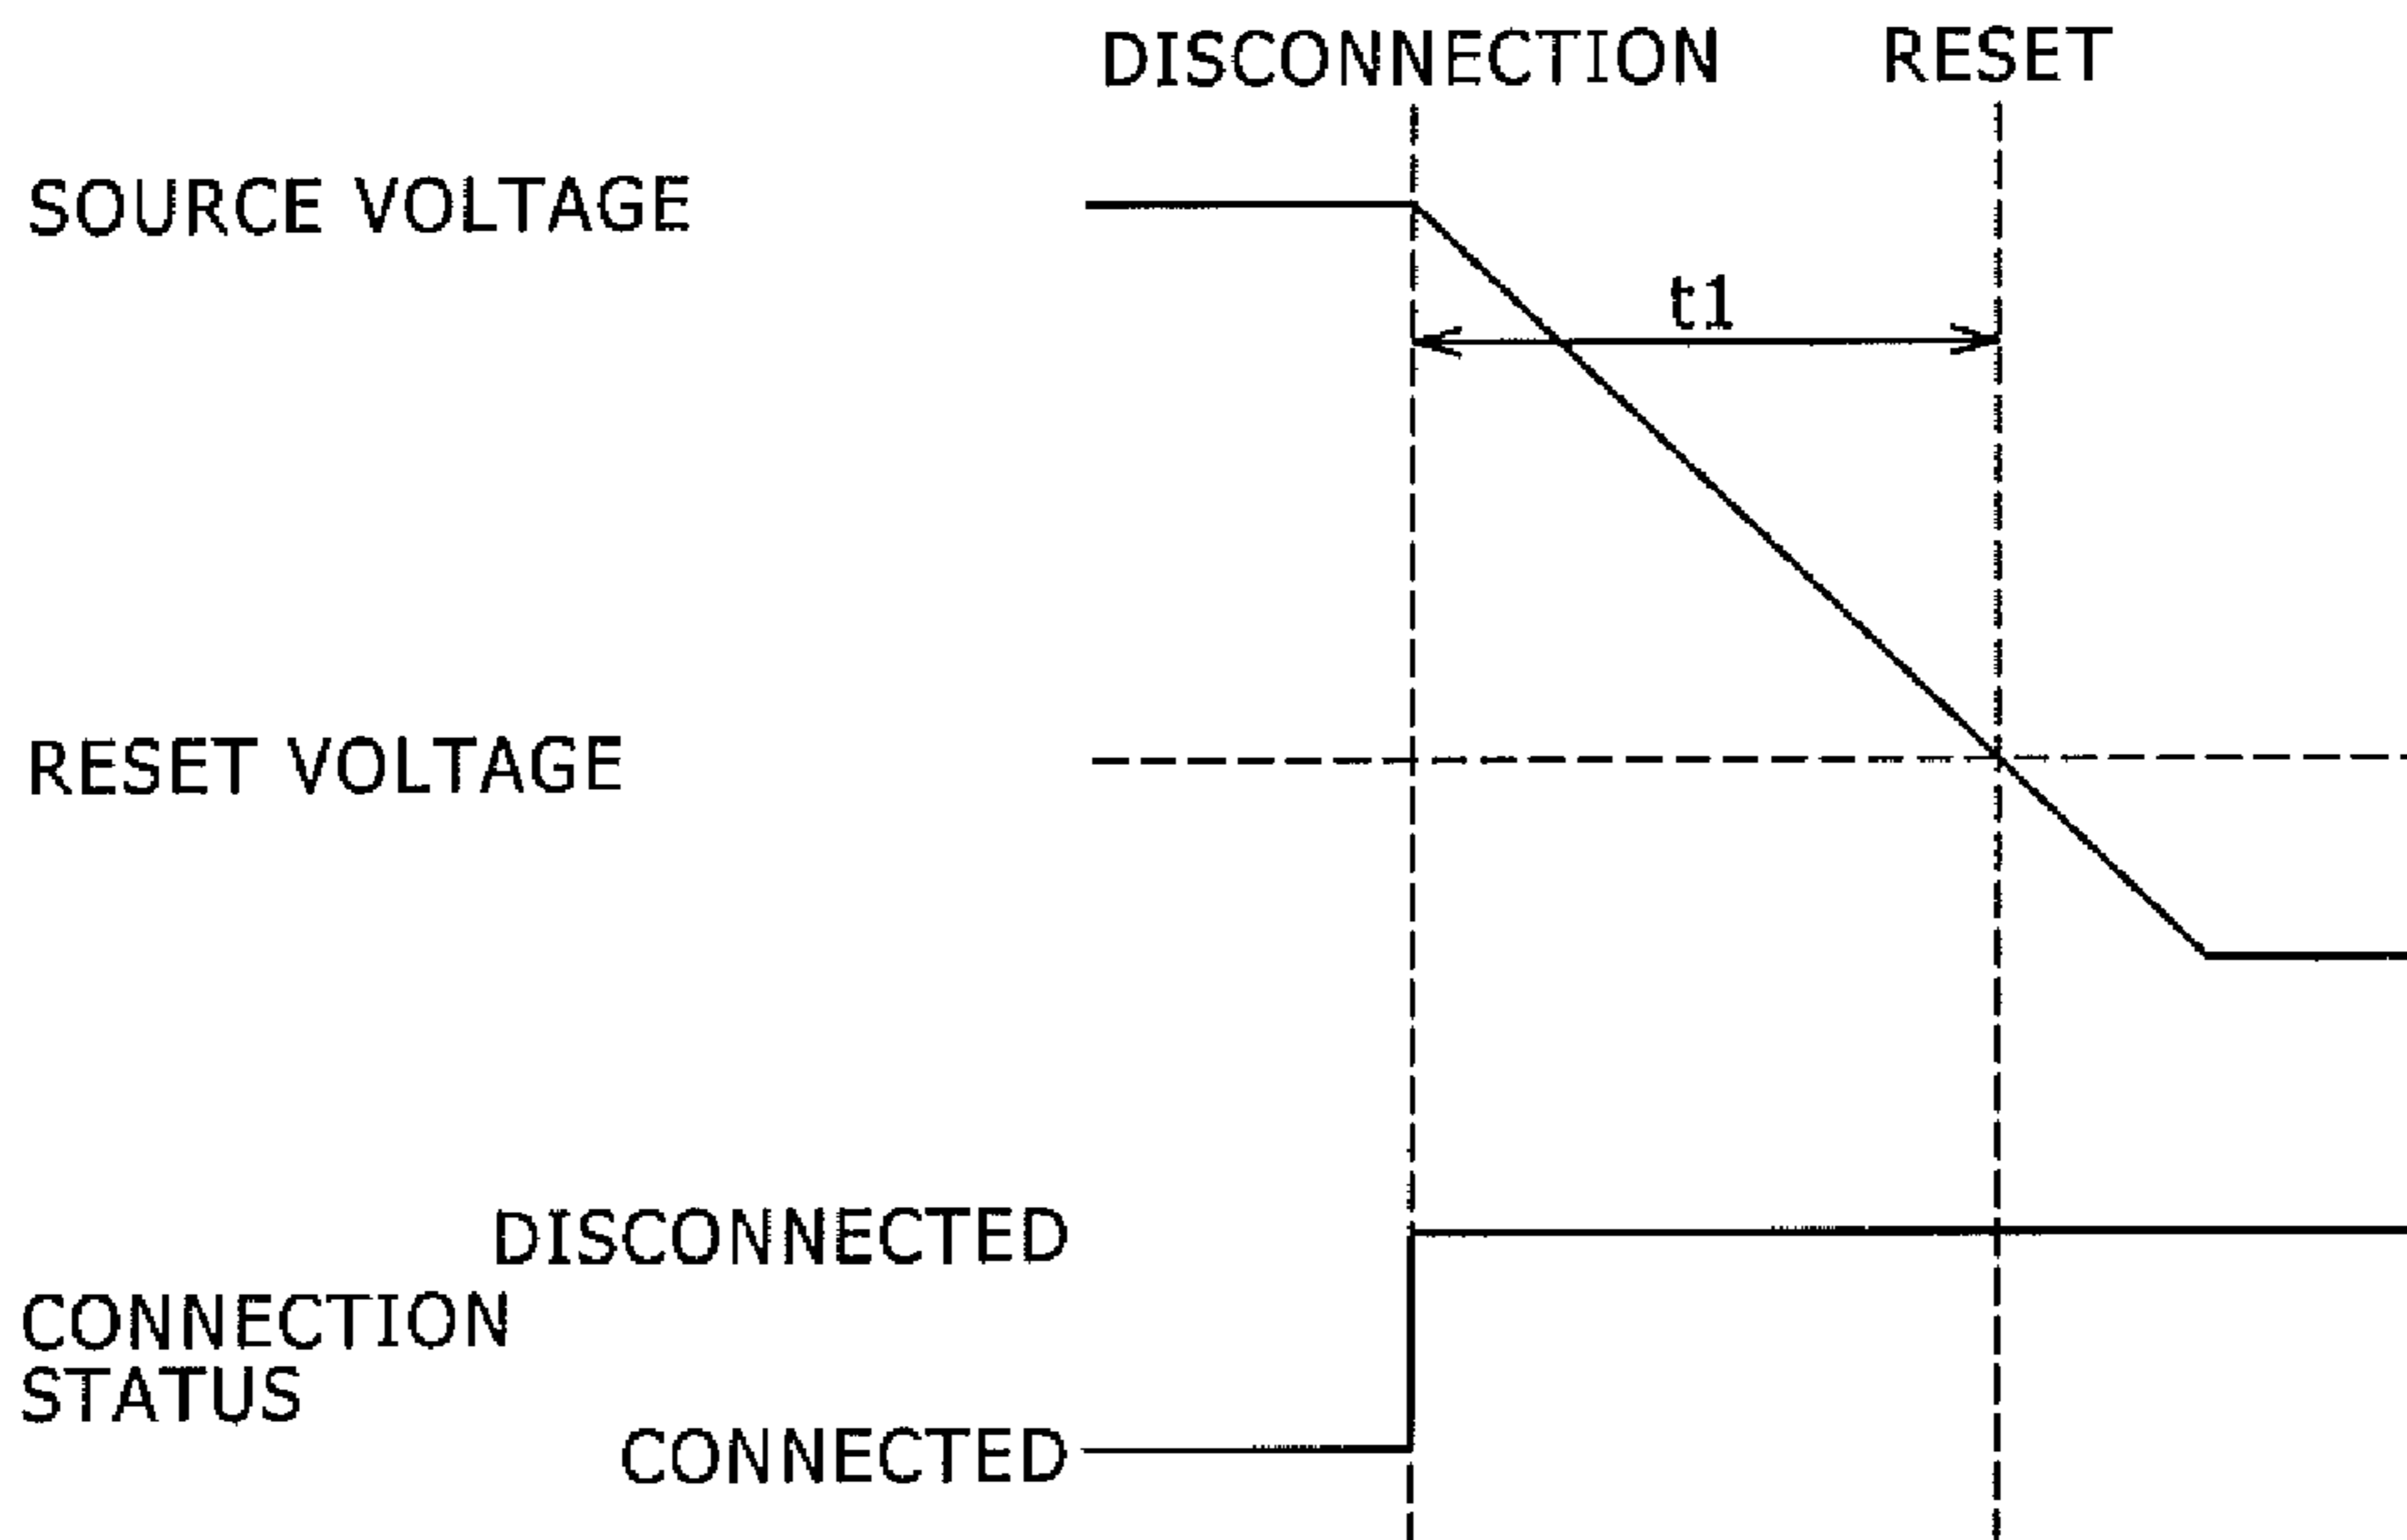 DISCONNECTION
RESET
SOURCE VOLTAGE
t1
RESET VOLTAGE
DISCONNECTED
CONNECTION
STATUS
CONNECTED